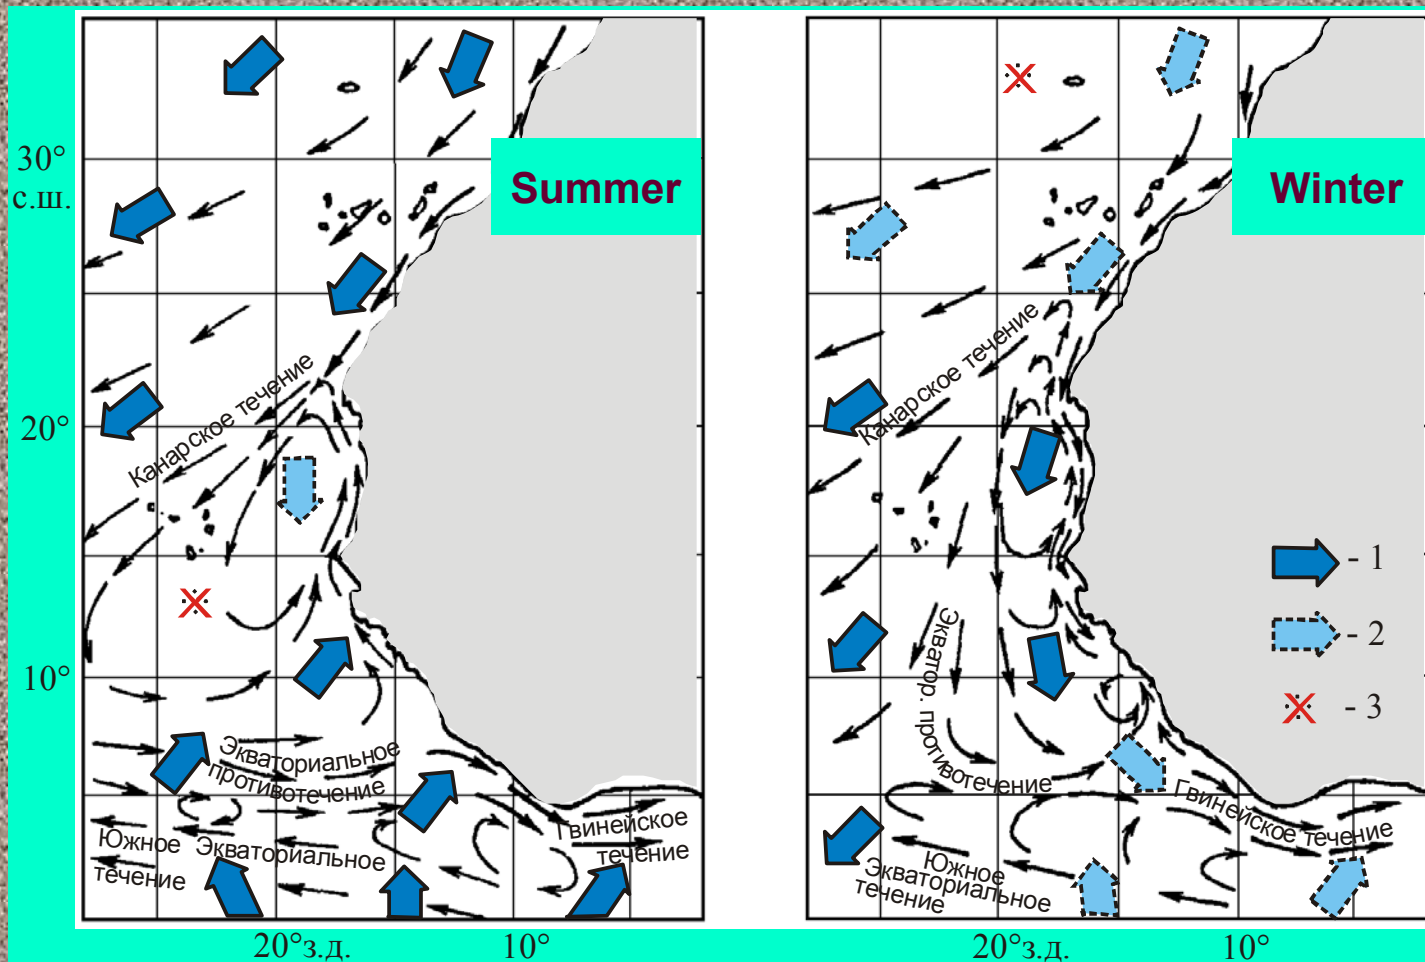 Summer
Winter
30°
с.ш.
20°
10°
Канарское течение
Экваториальное
противотечение
Южное Экваториальное
течение
Гвинейское
течение
20°з.д.
10°
Канарское течение
Экватор. противотечение
Гвинейское течение
Южное
Экваториальное
течение
- 1
- 2
- 3
20°з.д.
10°